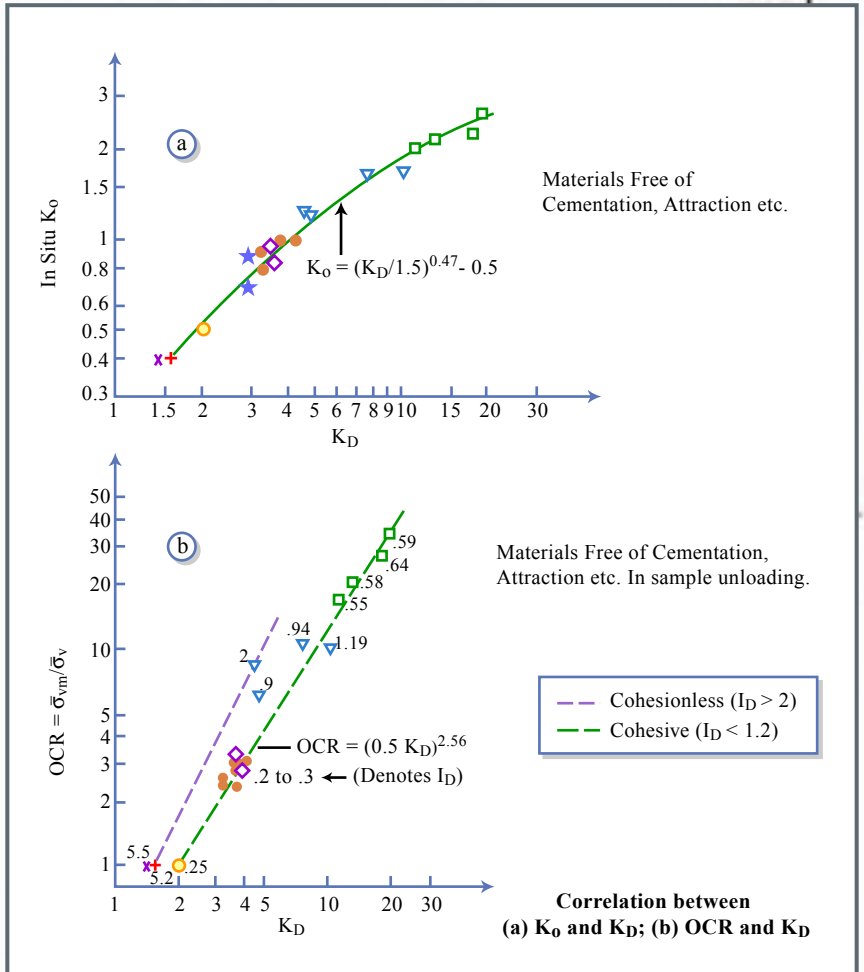 3
2
1.5
1
0.8
0.6
0.5
0.4
0.3
In Situ Ko
a
Materials Free of
Cementation, Attraction etc.
Ko = (KD/1.5)^0.47 - 0.5
1 1.5 2 3 4 5 6 7 8 9 10 15 20 30
KD
50
40
30
20
10
5
4
3
2
1
OCR = σ̄vm/σ̄v
b
.59
.64
.58
.55
.94
1.19
2
.9
Materials Free of Cementation,
Attraction etc. In sample unloading.
Cohesionless (ID > 2)
Cohesive (ID < 1.2)
OCR = (0.5 KD)^2.56
.2 to .3 (Denotes ID)
5.5
5.2
.25
1 2 3 4 5 10 20 30
KD
Correlation between
(a) Ko and KD; (b) OCR and KD